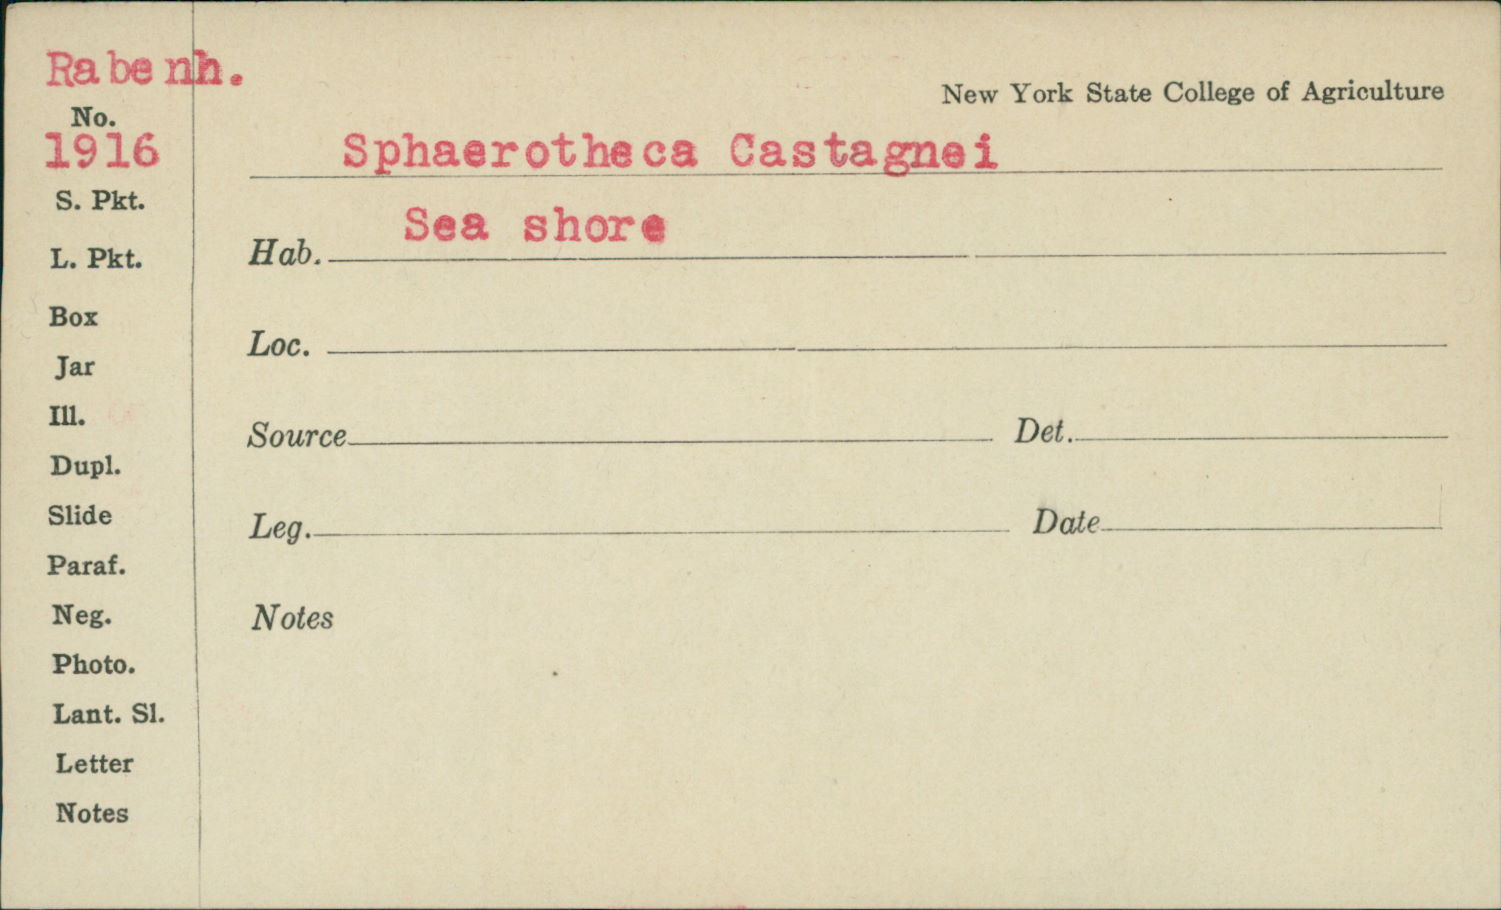 Rabenh.
New York State College of Agriculture
No.
1916
Sphaerotheca Castagnei
S. Pkt.
Hab. Sea shore
L. Pkt.
Box
Loc.
Jar
Ill.
Source Det.
Dupl.
Slide
Leg. Date
Paraf.
Neg.
Notes
Photo.
Lant. Sl.
Letter
Notes